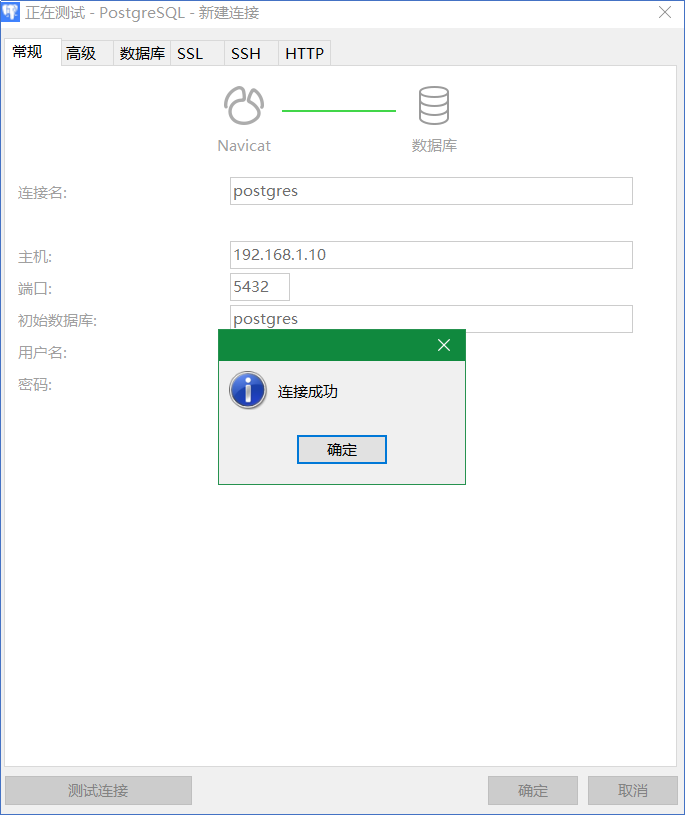 正在测试 - PostgreSQL - 新建连接
常规 高级 数据库 SSL SSH HTTP
Navicat 数据库
连接名: postgres
主机: 192.168.1.10
端口: 5432
初始数据库: postgres
用户名:
密码:
连接成功
确定
测试连接 确定 取消